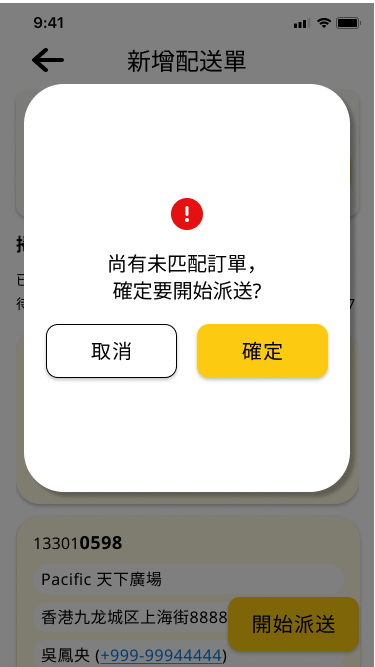 9:41
新增配送單
尚有未匹配訂單，
確定要開始派送?
取消
確定
133010598
Pacific 天下廣場
香港九龙城区上海街8888
開始派送
吳鳳央 (+999-99944444)